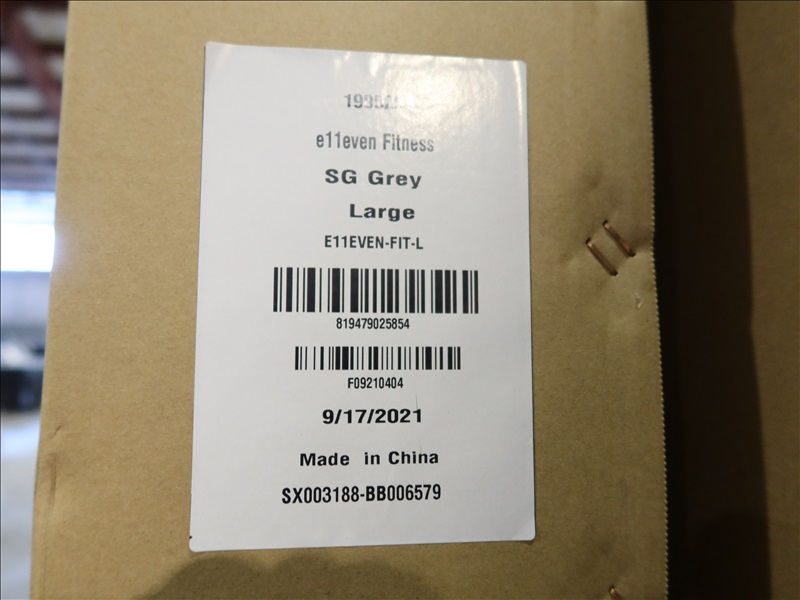 e11even Fitness
SG Grey
Large
E11EVEN-FIT-L
819479025854
F09210404
9/17/2021
Made in China
SX003188-BB006579